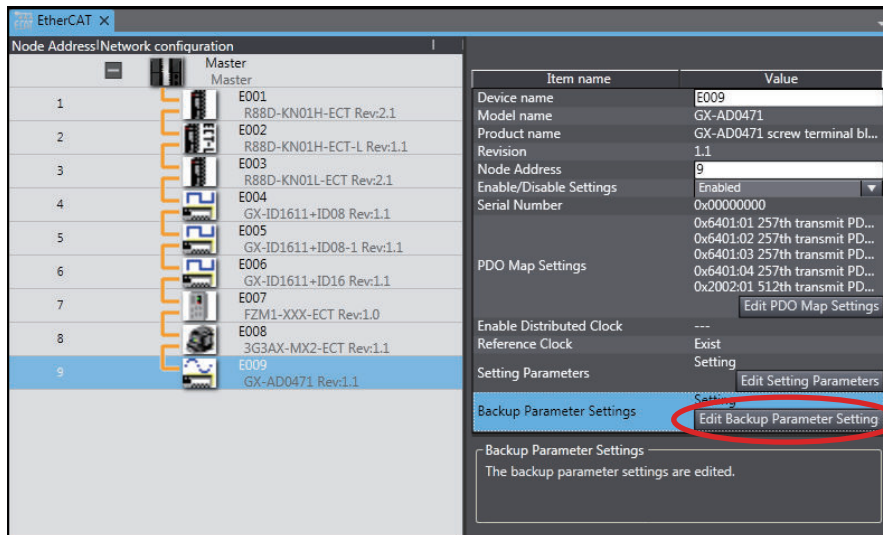 EtherCAT ×
Node Address Network configuration
Master
Master
1
E001
R88D-KN01H-ECT Rev:2.1
2
E002
R88D-KN01H-ECT-L Rev:1.1
3
E003
R88D-KN01L-ECT Rev:2.1
4
E004
GX-ID1611+ID08 Rev:1.1
5
E005
GX-ID1611+ID08-1 Rev:1.1
6
E006
GX-ID1611+ID16 Rev:1.1
7
E007
FZM1-XXX-ECT Rev:1.0
8
E008
3G3AX-MX2-ECT Rev:1.1
9
E009
GX-AD0471 Rev:1.1
ECT-L
Item name Value
Device name E009
Model name GX-AD0471
Product name GX-AD0471 screw terminal bl...
Revision 1.1
Node Address 9
Enable/Disable Settings Enabled
Serial Number 0x00000000
PDO Map Settings
0x6401:01 257th transmit PD...
0x6401:02 257th transmit PD...
0x6401:03 257th transmit PD...
0x6401:04 257th transmit PD...
0x2002:01 512th transmit PD...
Edit PDO Map Settings
Enable Distributed Clock ---
Reference Clock Exist
Setting Parameters Setting
Edit Setting Parameters
Backup Parameter Settings Setting
Edit Backup Parameter Setting
Backup Parameter Settings
The backup parameter settings are edited.